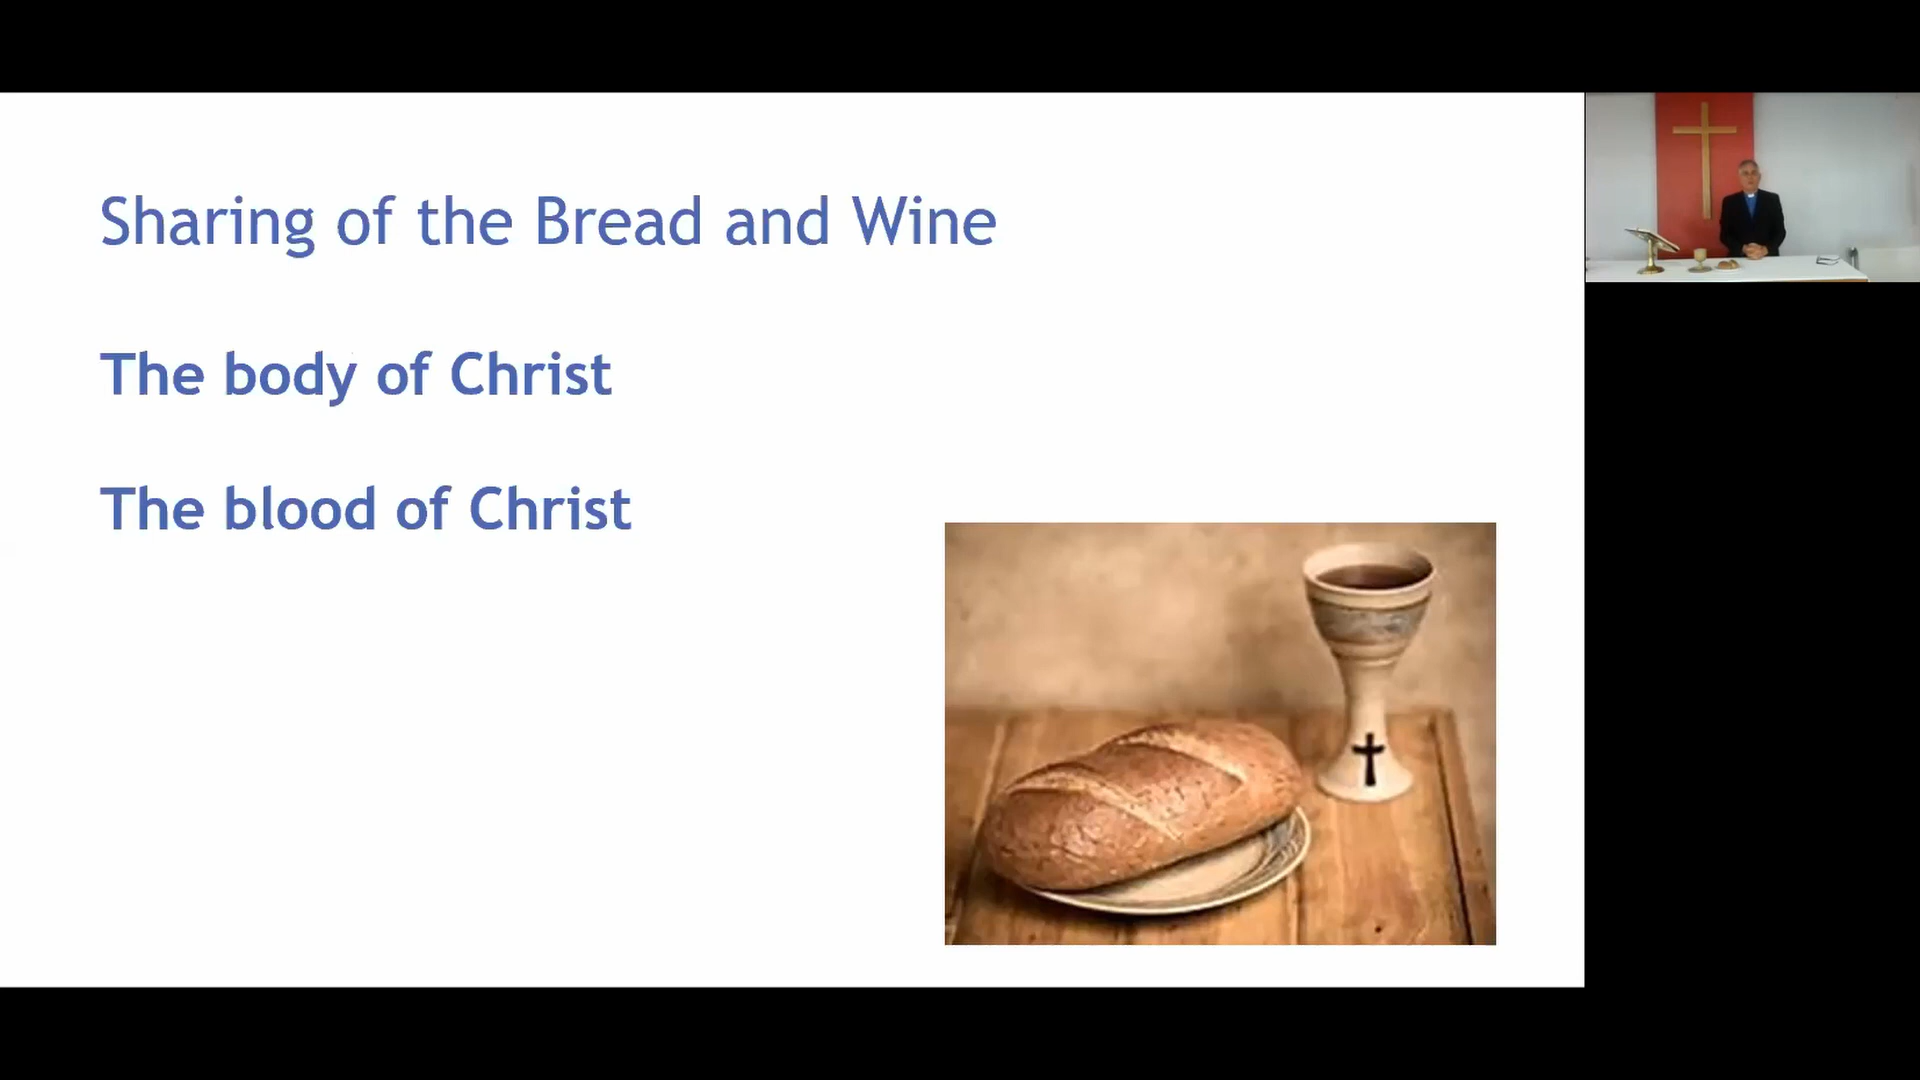 Sharing of the Bread and Wine
The body of Christ
The blood of Christ